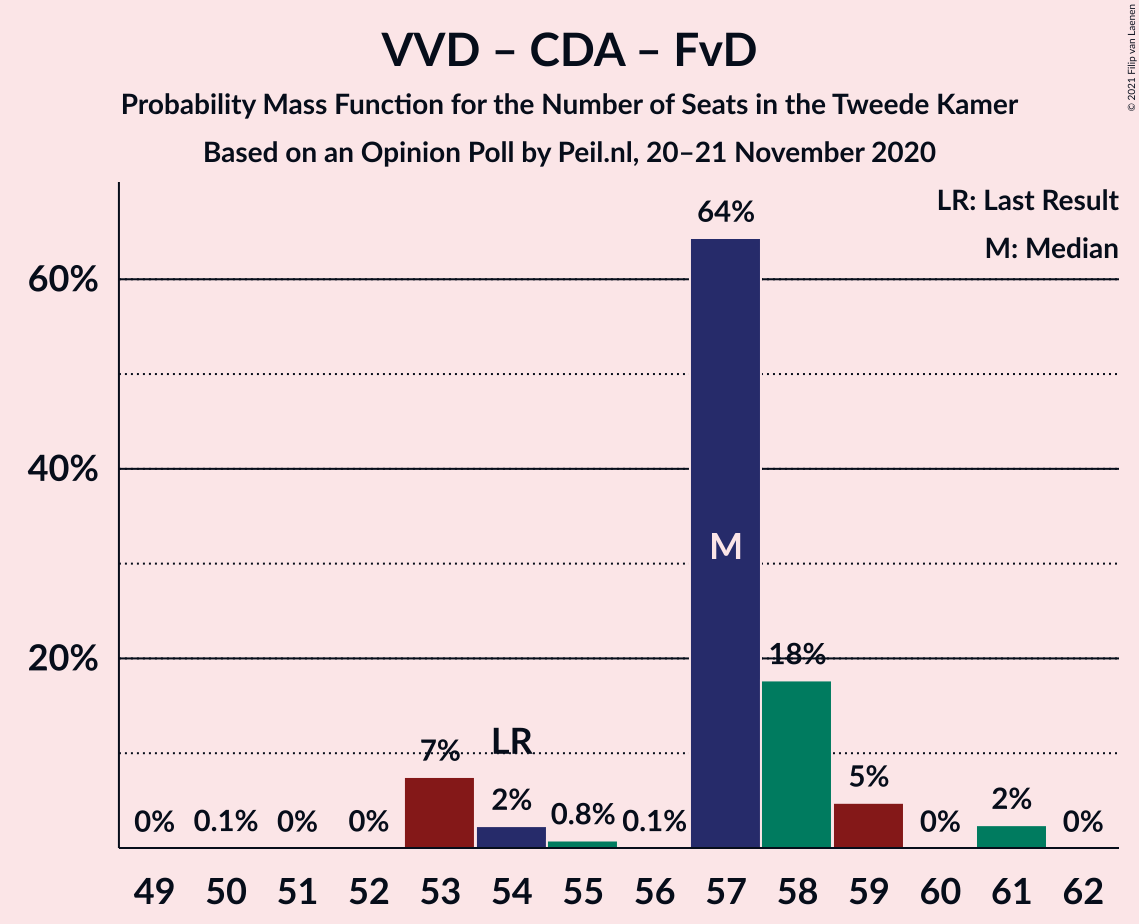 VVD – CDA – FvD
Probability Mass Function for the Number of Seats in the Tweede Kamer
Based on an Opinion Poll by Peil.nl, 20–21 November 2020
© 2021 Filip van Laenen
LR: Last Result
M: Median
60%
40%
20%
0% 0.1% 0% 0% 7% 2% 0.8% 0.1% 64% 18% 5% 0% 2% 0%
LR
M
49 50 51 52 53 54 55 56 57 58 59 60 61 62